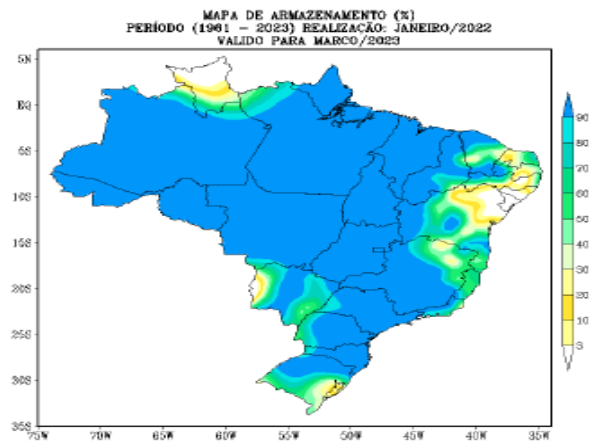 MAPA DE ARMAZENAMENTO (%)
PERÍODO (1961 – 2023) REALIZAÇÃO: JANEIRO/2022
VALIDO PARA MARCO/2023
5N
EQ
5S
10S
15S
20S
25S
30S
35S
75W 70W 65W 60W 55W 50W 45W 40W 35W
90
80
70
60
50
40
30
20
10
3